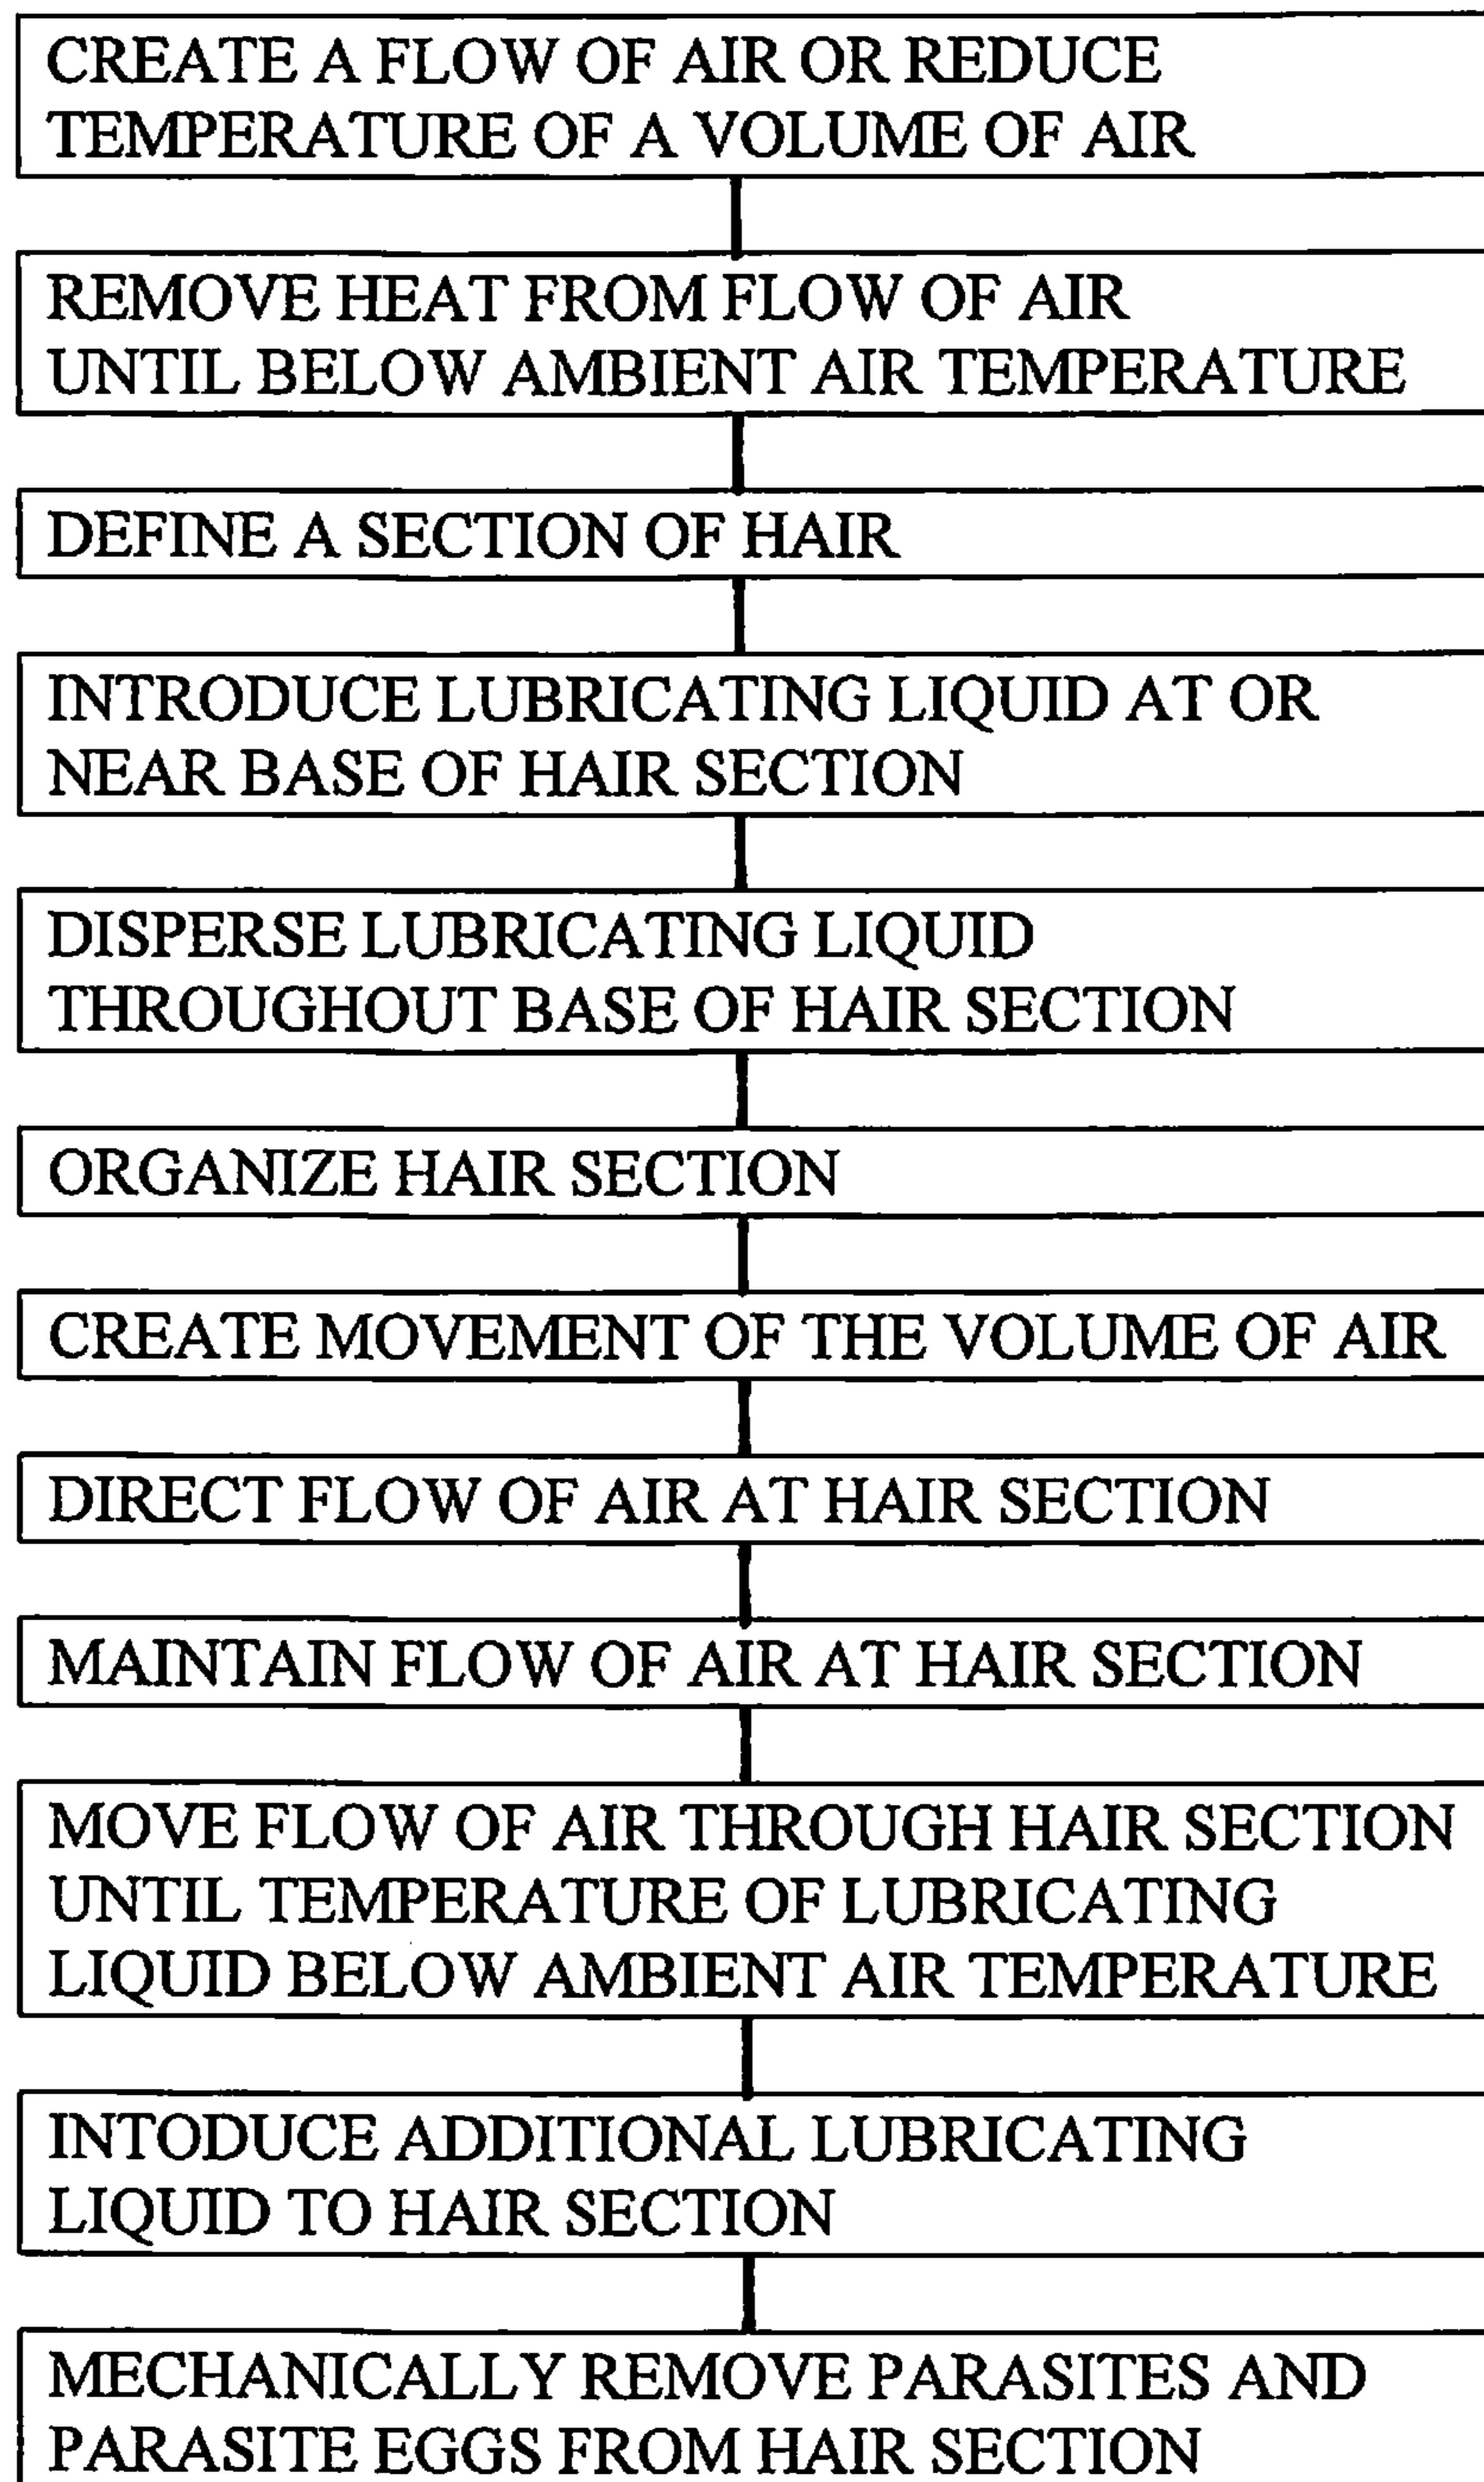 CREATE A FLOW OF AIR OR REDUCE
TEMPERATURE OF A VOLUME OF AIR
REMOVE HEAT FROM FLOW OF AIR
UNTIL BELOW AMBIENT AIR TEMPERATURE
DEFINE A SECTION OF HAIR
INTRODUCE LUBRICATING LIQUID AT OR
NEAR BASE OF HAIR SECTION
DISPERSE LUBRICATING LIQUID
THROUGHOUT BASE OF HAIR SECTION
ORGANIZE HAIR SECTION
CREATE MOVEMENT OF THE VOLUME OF AIR
DIRECT FLOW OF AIR AT HAIR SECTION
MAINTAIN FLOW OF AIR AT HAIR SECTION
MOVE FLOW OF AIR THROUGH HAIR SECTION
UNTIL TEMPERATURE OF LUBRICATING
LIQUID BELOW AMBIENT AIR TEMPERATURE
INTODUCE ADDITIONAL LUBRICATING
LIQUID TO HAIR SECTION
MECHANICALLY REMOVE PARASITES AND
PARASITE EGGS FROM HAIR SECTION